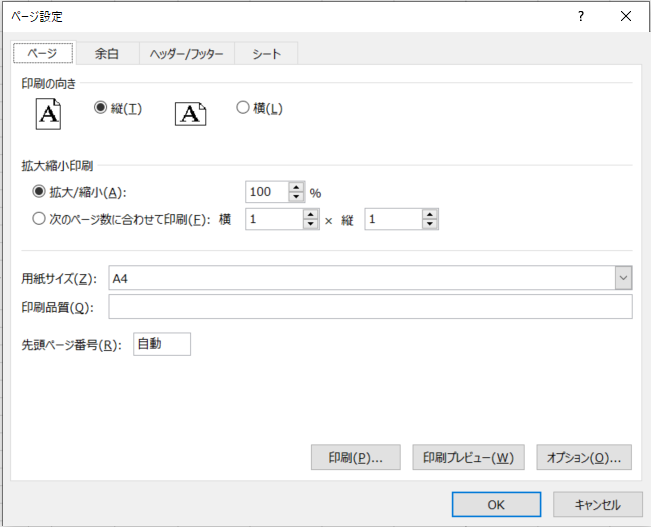 ページ設定 ?
ページ 余白 ヘッダー/フッター シート
印刷の向き
A 縦(T) A 横(L)
拡大縮小印刷
拡大/縮小(A): 100 %
次のページ数に合わせて印刷(F): 横 1 × 縦 1
用紙サイズ(Z): A4
印刷品質(Q):
先頭ページ番号(R): 自動
印刷(P)... 印刷プレビュー(W) オプション(O)...
OK キャンセル